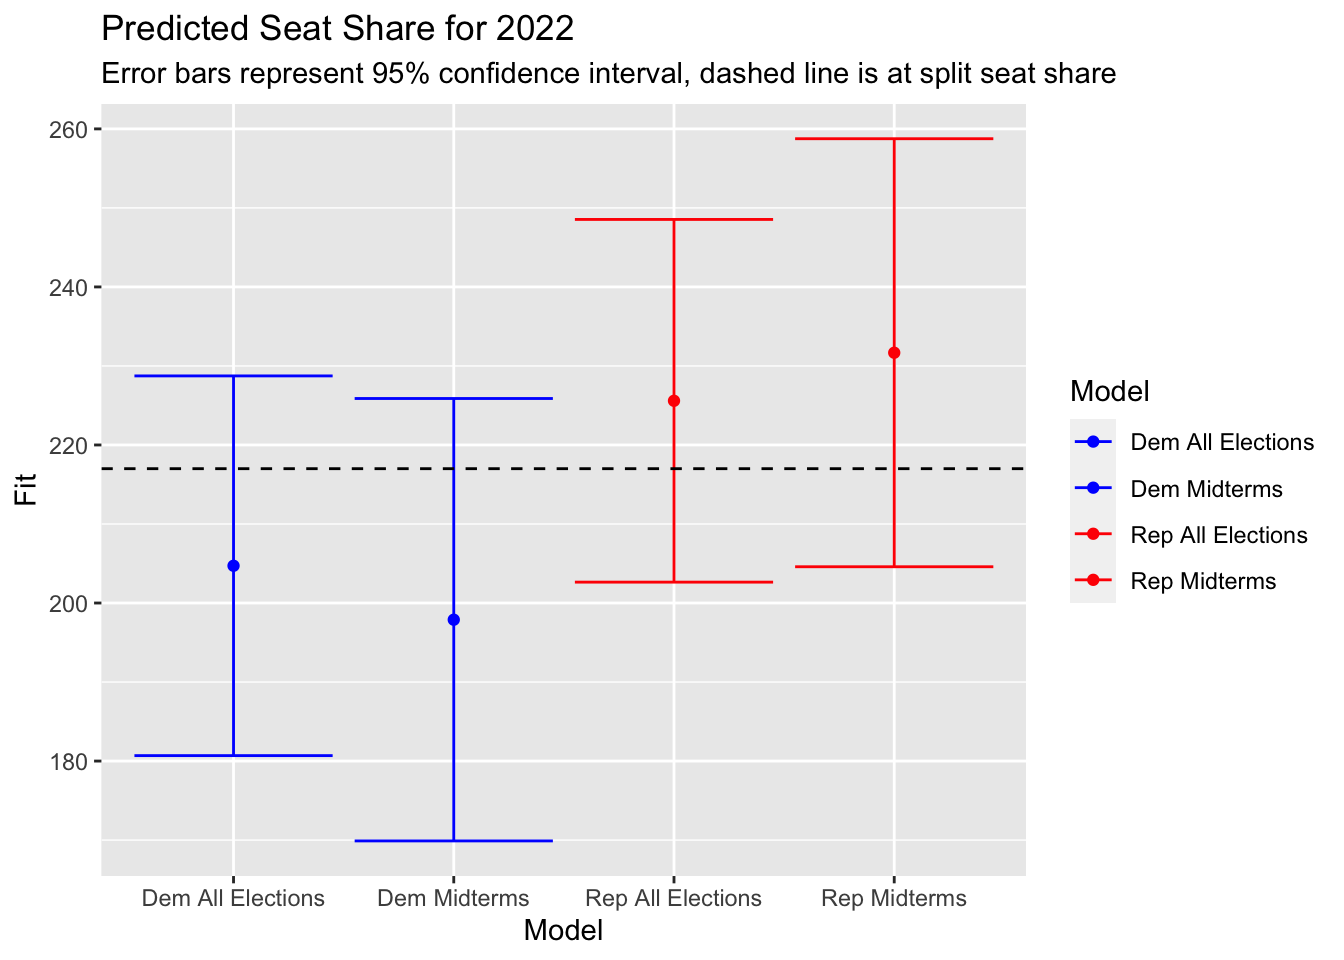 Predicted Seat Share for 2022
Error bars represent 95% confidence interval, dashed line is at split seat share
260
240
220
200
180
Fit
Dem All Elections
Dem Midterms
Rep All Elections
Rep Midterms
Model
Model
Dem All Elections
Dem Midterms
Rep All Elections
Rep Midterms